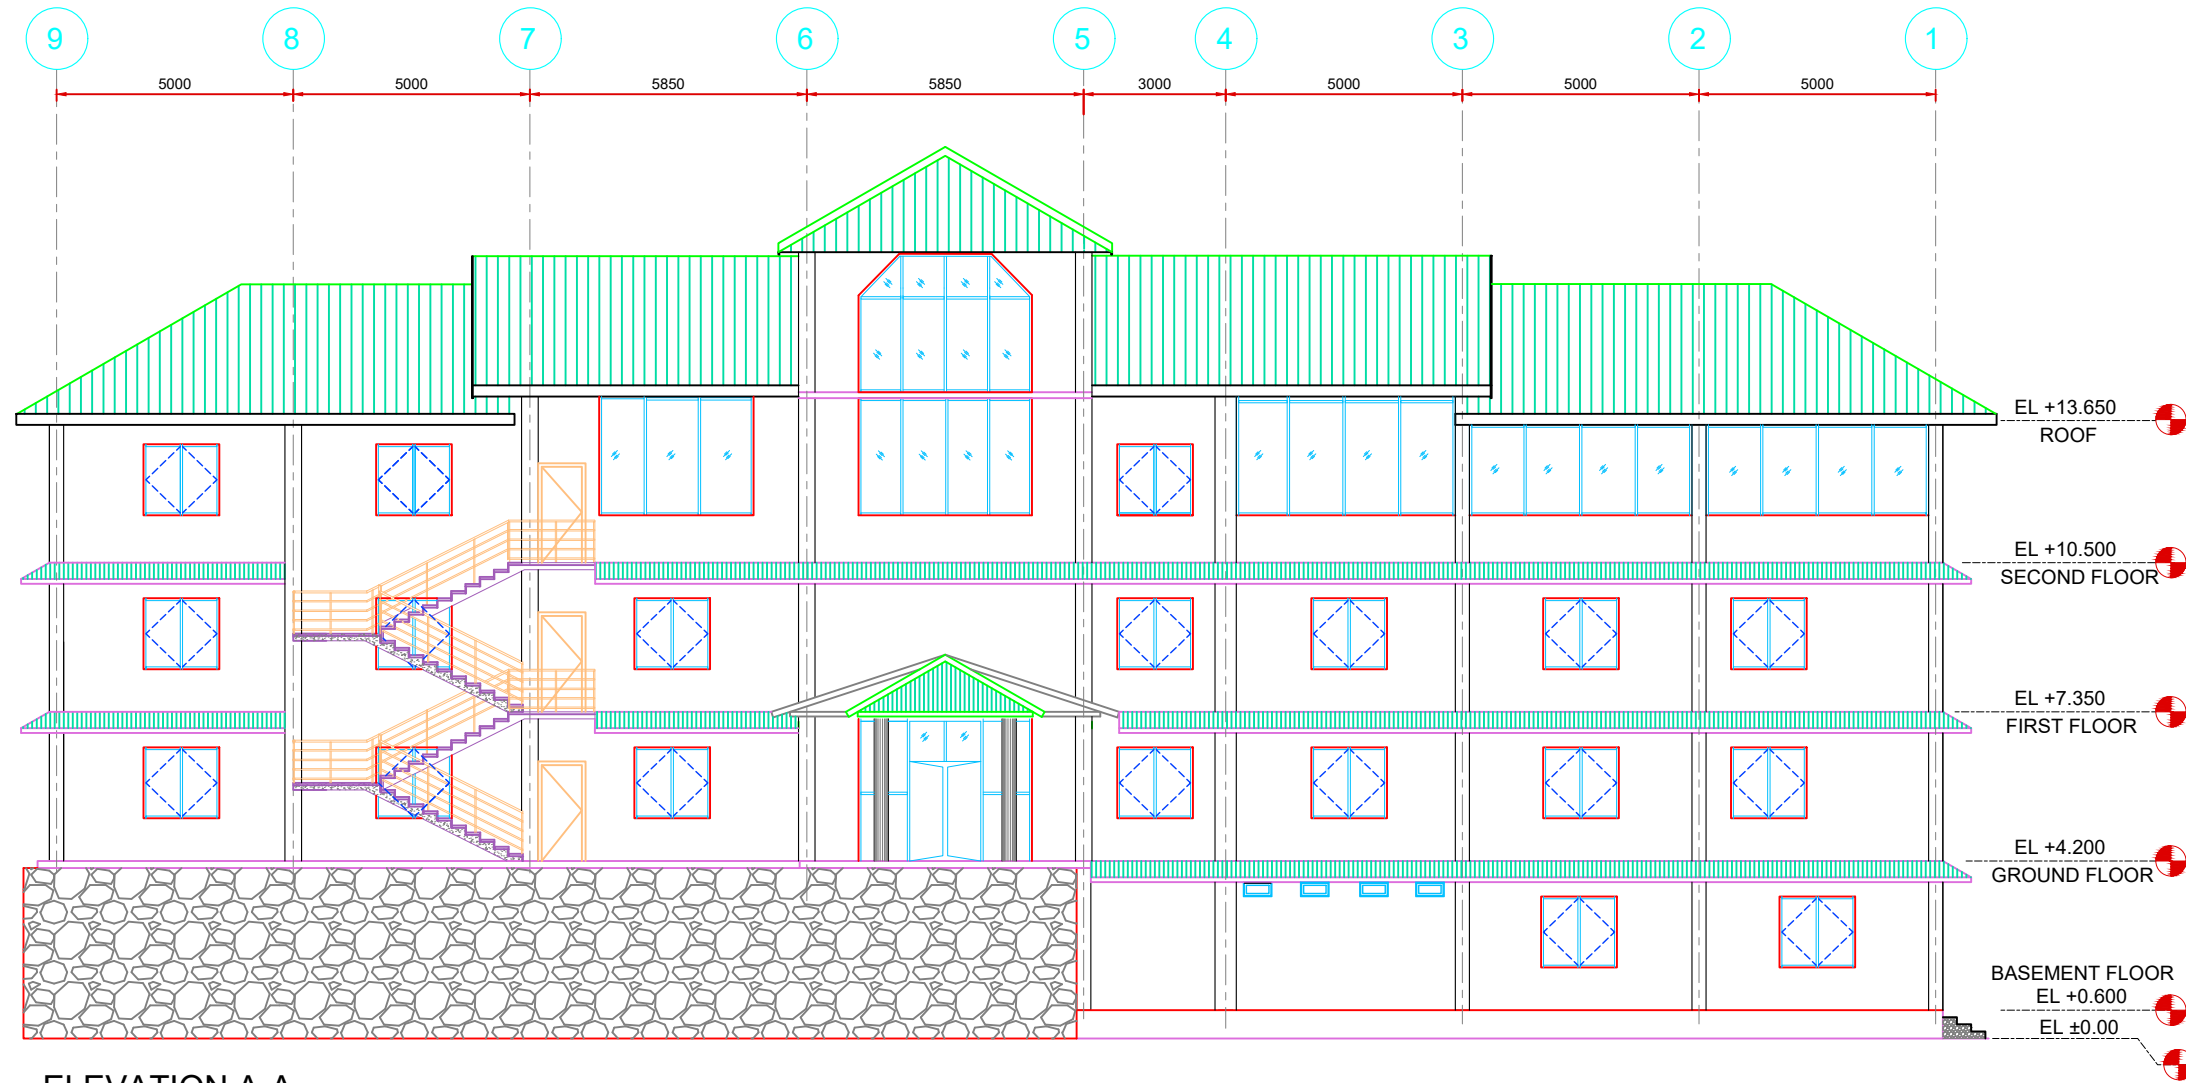 9 8 7 6 5 4 3 2 1
5000 5000 5850 5850 3000 5000 5000 5000
EL +13.650
ROOF
EL +10.500
SECOND FLOOR
EL +7.350
FIRST FLOOR
EL +4.200
GROUND FLOOR
BASEMENT FLOOR
EL +0.600
EL ±0.00
ELEVATION A-A